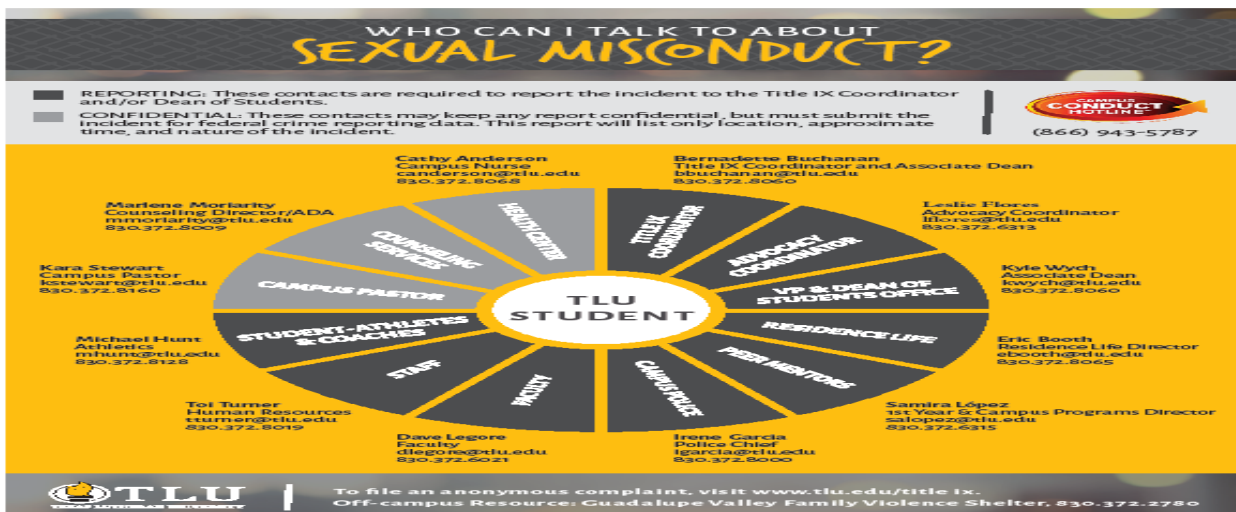 WHO CAN I TALK TO ABOUT
SEXUAL MISCONDUCT?
REPORTING: These contacts are required to report the incident to the Title IX Coordinator
and/or Dean of Students.
CONFIDENTIAL: These contacts may keep any report confidential, but must submit the
incident for federal crime reporting data. This report will list only location, approximate
time, and nature of the incident.
CAMPUS
CONDUCT
HOTLINE
(866) 943-5787
Cathy Anderson
Campus Nurse
canderson@tlu.edu
830.372.8068
Bernadette Buchanan
Title IX Coordinator and Associate Dean
bbuchanan@tlu.edu
830.372.8060
Marlene Moriarity
Counseling Director/ADA
mmoriarity@tlu.edu
830.372.8009
Leslie Flores
Advocacy Coordinator
lflores@tlu.edu
830.372.6313
Kara Stewart
Campus Pastor
kstewart@tlu.edu
830.372.8160
Kyle Wych
Associate Dean
kwych@tlu.edu
830.372.8060
Michael Hunt
Athletics
mhunt@tlu.edu
830.372.8128
Eric Booth
Residence Life Director
ebooth@tlu.edu
830.372.8065
Toi Turner
Human Resources
tturner@tlu.edu
830.372.8019
Samira López
1st Year & Campus Programs Director
salopez@tlu.edu
830.372.6315
Dave Legore
Faculty
dlegore@tlu.edu
830.372.6021
Irene Garcia
Police Chief
igarcia@tlu.edu
830.372.8000
HEALTH CENTER
TITLE IX
COORDINATOR
COUNSELING
SERVICES
ADVOCACY
COORDINATOR
CAMPUS PASTOR
VP & DEAN OF
STUDENTS OFFICE
TLU
STUDENT
STUDENT-ATHLETES
& COACHES
RESIDENCE LIFE
STAFF
PEER MENTORS
FACULTY
CAMPUS POLICE
TLU
To file an anonymous complaint, visit www.tlu.edu/title ix.
Off-campus Resource: Guadalupe Valley Family Violence Shelter, 830.372.2780